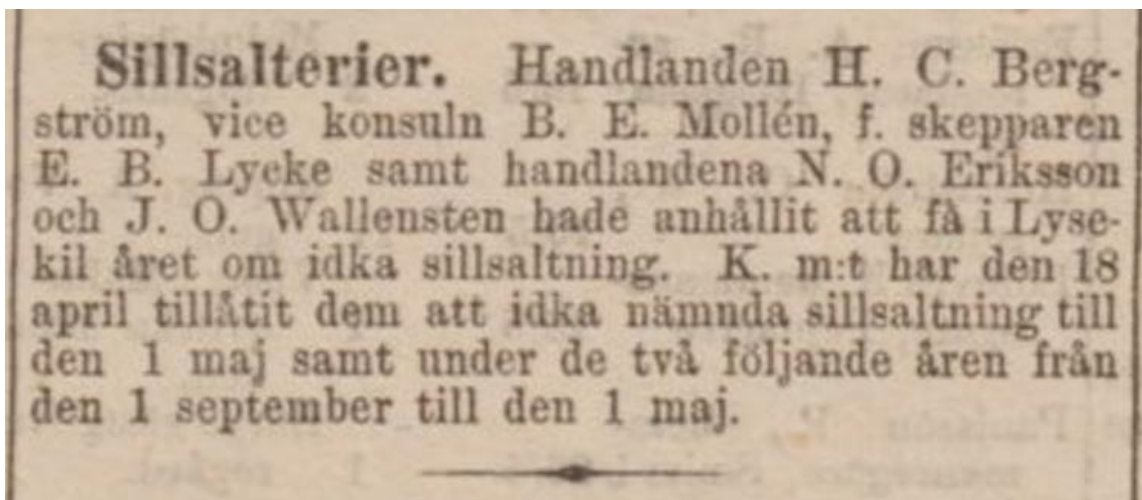 Sillsalterier. Handlanden H. C. Berg-
ström, vice konsuln B. E. Mollén, f. skepparen
E. B. Lycke samt handlandena N. O. Eriksson
och J. O. Wallensten hade anhållit att få i Lyse-
kil året om idka sillsaltning. K. m:t har den 18
april tillåtit dem att idka nämnda sillsaltning till
den 1 maj samt under de två följande åren från
den 1 september till den 1 maj.